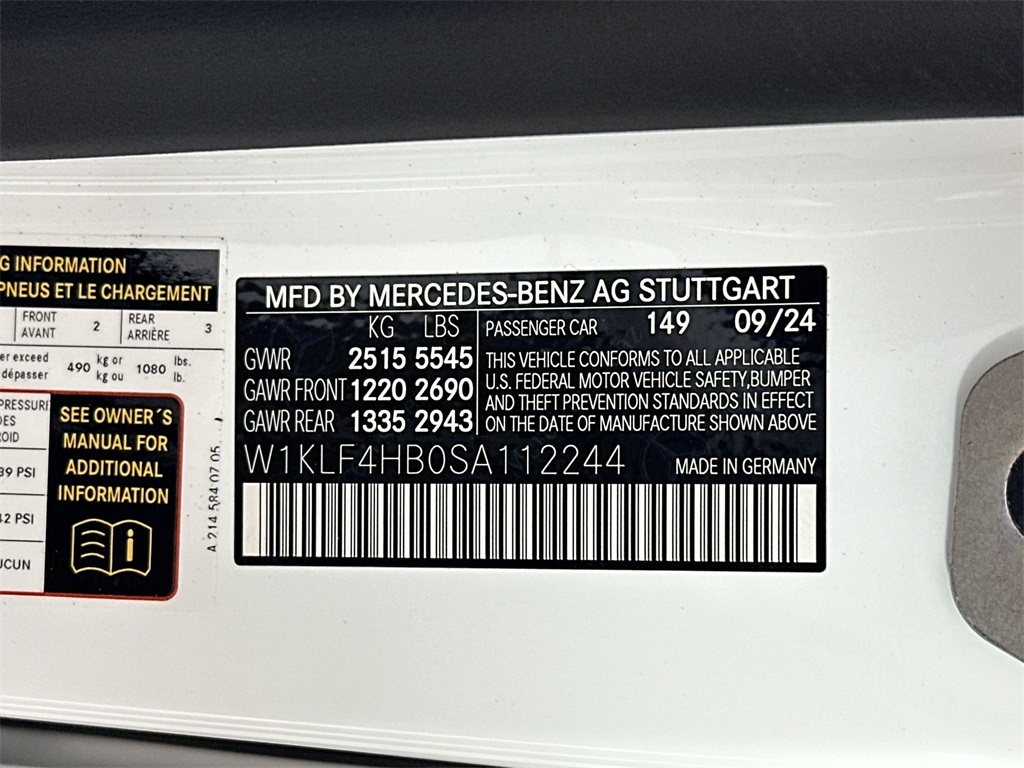 G INFORMATION
PNEUS ET LE CHARGEMENT
FRONT
AVANT
2
REAR
ARRIÈRE
3
er exceed
dépasser
490
kg or
kg ou
1080
lbs.
lb.
PRESSURE
DES
ROID
39 PSI
42 PSI
UCUN
SEE OWNER´S
MANUAL FOR
ADDITIONAL
INFORMATION
i
A 214 584 07 05
MFD BY MERCEDES-BENZ AG STUTTGART
KG LBS
GVWR 2515 5545
GAWR FRONT 1220 2690
GAWR REAR 1335 2943
PASSENGER CAR 149 09/24
THIS VEHICLE CONFORMS TO ALL APPLICABLE
U.S. FEDERAL MOTOR VEHICLE SAFETY,BUMPER
AND THEFT PREVENTION STANDARDS IN EFFECT
ON THE DATE OF MANUFACTURE SHOWN ABOVE
W1KLF4HB0SA112244 MADE IN GERMANY